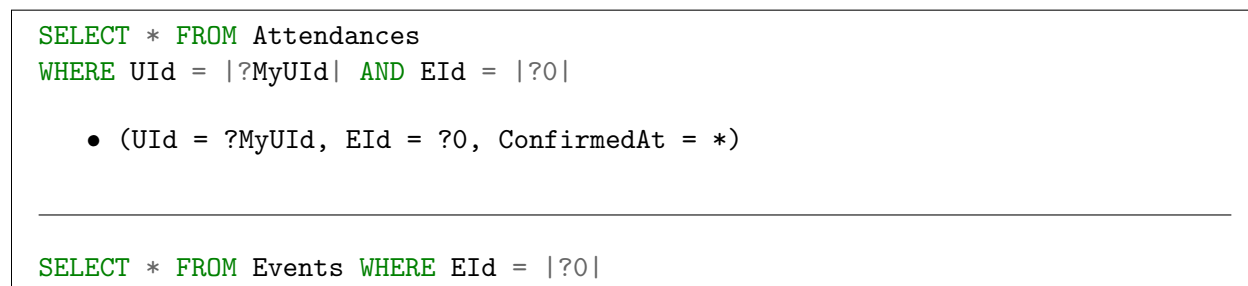 SELECT * FROM Attendances
WHERE UId = |?MyUId| AND EId = |?0|
• (UId = ?MyUId, EId = ?0, ConfirmedAt = *)
SELECT * FROM Events WHERE EId = |?0|